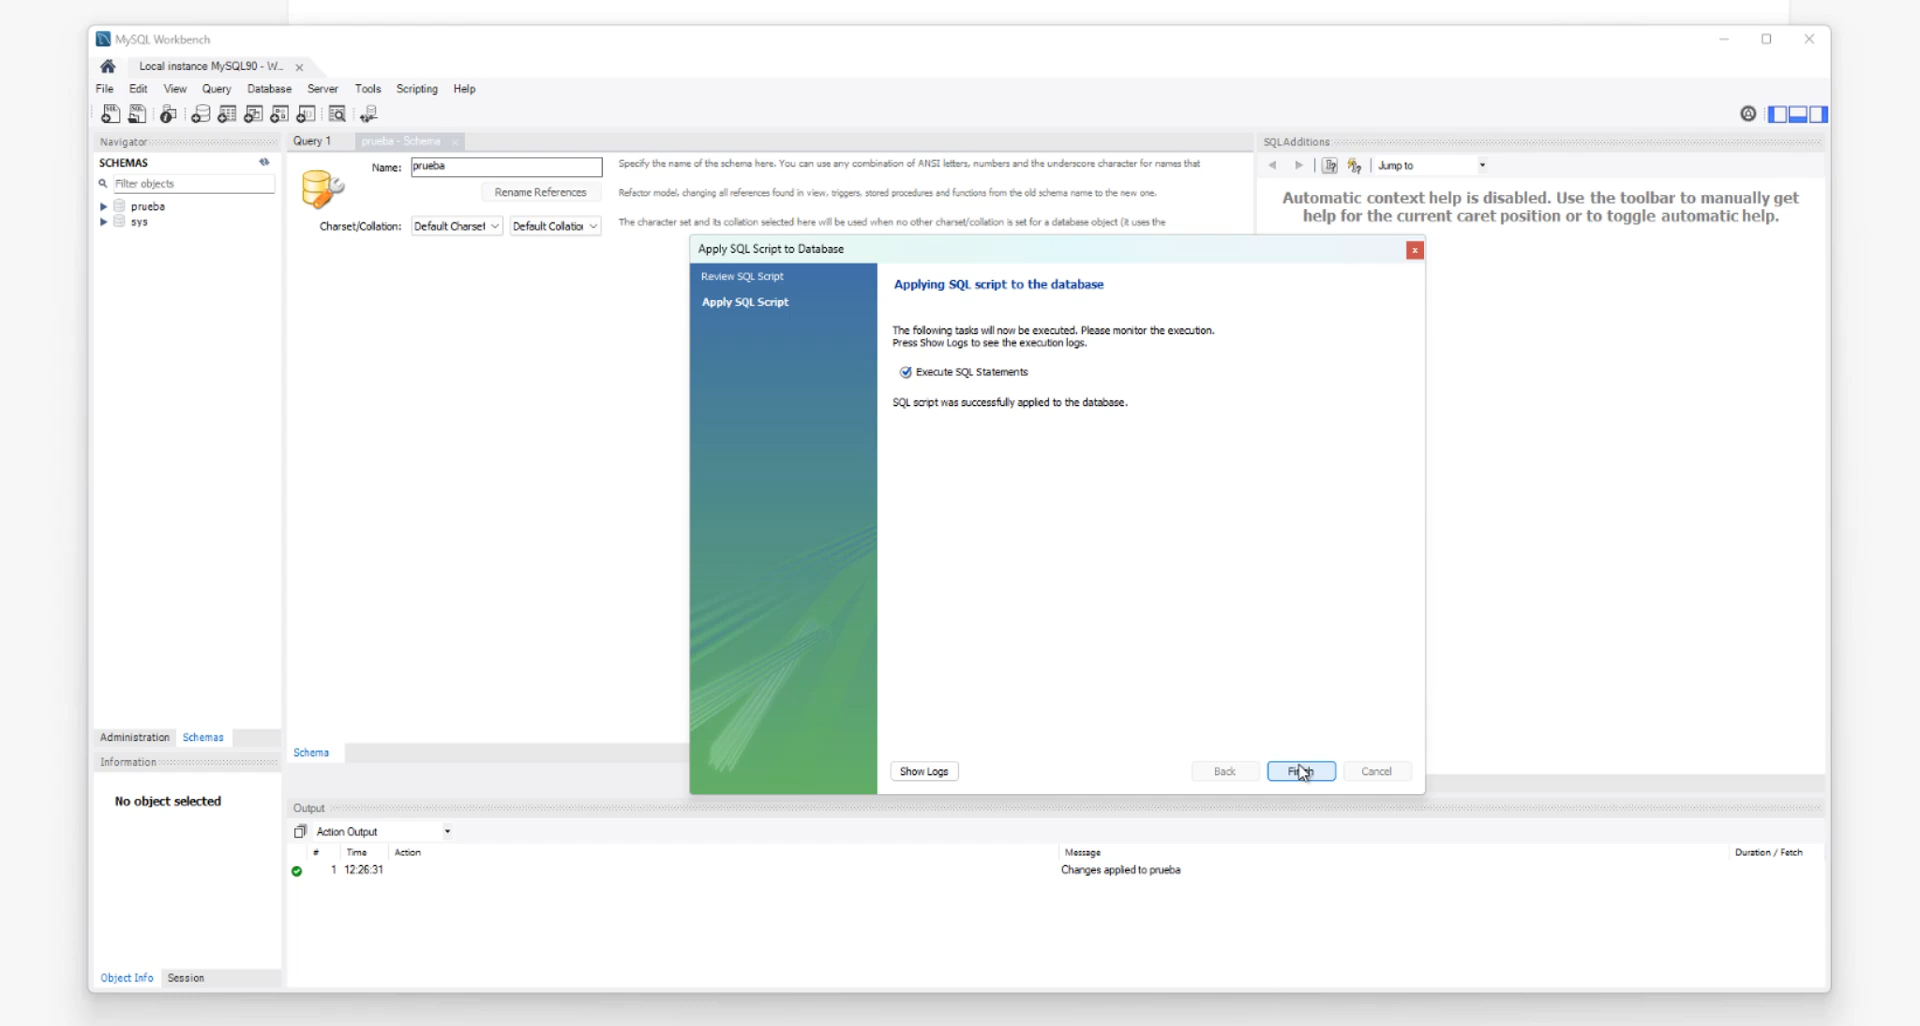 MySQL Workbench
Local instance MySQL90 - W...
File Edit View Query Database Server Tools Scripting Help
Navigator
SCHEMAS
Filter objects
prueba
sys
Query 1
prueba - Schema
Name: prueba
Specify the name of the schema here. You can use any combination of ANSI letters, numbers and the underscore character for names that
Rename References
Refactor model, changing all references found in view, triggers, stored procedures and functions from the old schema name to the new one.
Charset/Collation: Default Charset Default Collation
The character set and its collation selected here will be used when no other charset/collation is set for a database object (it uses the
SQLAdditions
Jump to
Automatic context help is disabled. Use the toolbar to manually get
help for the current caret position or to toggle automatic help.
Apply SQL Script to Database
Review SQL Script
Apply SQL Script
Applying SQL script to the database
The following tasks will now be executed. Please monitor the execution.
Press Show Logs to see the execution logs.
Execute SQL Statements
SQL script was successfully applied to the database.
Show Logs
Back
Cancel
Administration Schemas
Information
No object selected
Object Info Session
Schema
Output
Action Output
# Time Action Message Duration / Fetch
1 12:26:31 Changes applied to prueba